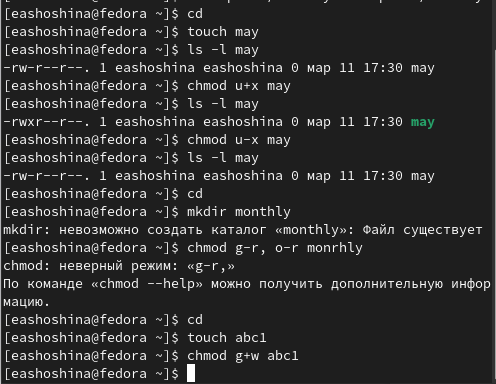 [eashoshina@fedora ~]$ cd
[eashoshina@fedora ~]$ touch may
[eashoshina@fedora ~]$ ls -l may
-rw-r--r--. 1 eashoshina eashoshina 0 мар 11 17:30 may
[eashoshina@fedora ~]$ chmod u+x may
[eashoshina@fedora ~]$ ls -l may
-rwxr--r--. 1 eashoshina eashoshina 0 мар 11 17:30 may
[eashoshina@fedora ~]$ chmod u-x may
[eashoshina@fedora ~]$ ls -l may
-rw-r--r--. 1 eashoshina eashoshina 0 мар 11 17:30 may
[eashoshina@fedora ~]$ cd
[eashoshina@fedora ~]$ mkdir monthly
mkdir: невозможно создать каталог «monthly»: Файл существует
[eashoshina@fedora ~]$ chmod g-r, o-r monrhly
chmod: неверный режим: «g-r,»
По команде «chmod --help» можно получить дополнительную инфор
мацию.
[eashoshina@fedora ~]$ cd
[eashoshina@fedora ~]$ touch abc1
[eashoshina@fedora ~]$ chmod g+w abc1
[eashoshina@fedora ~]$